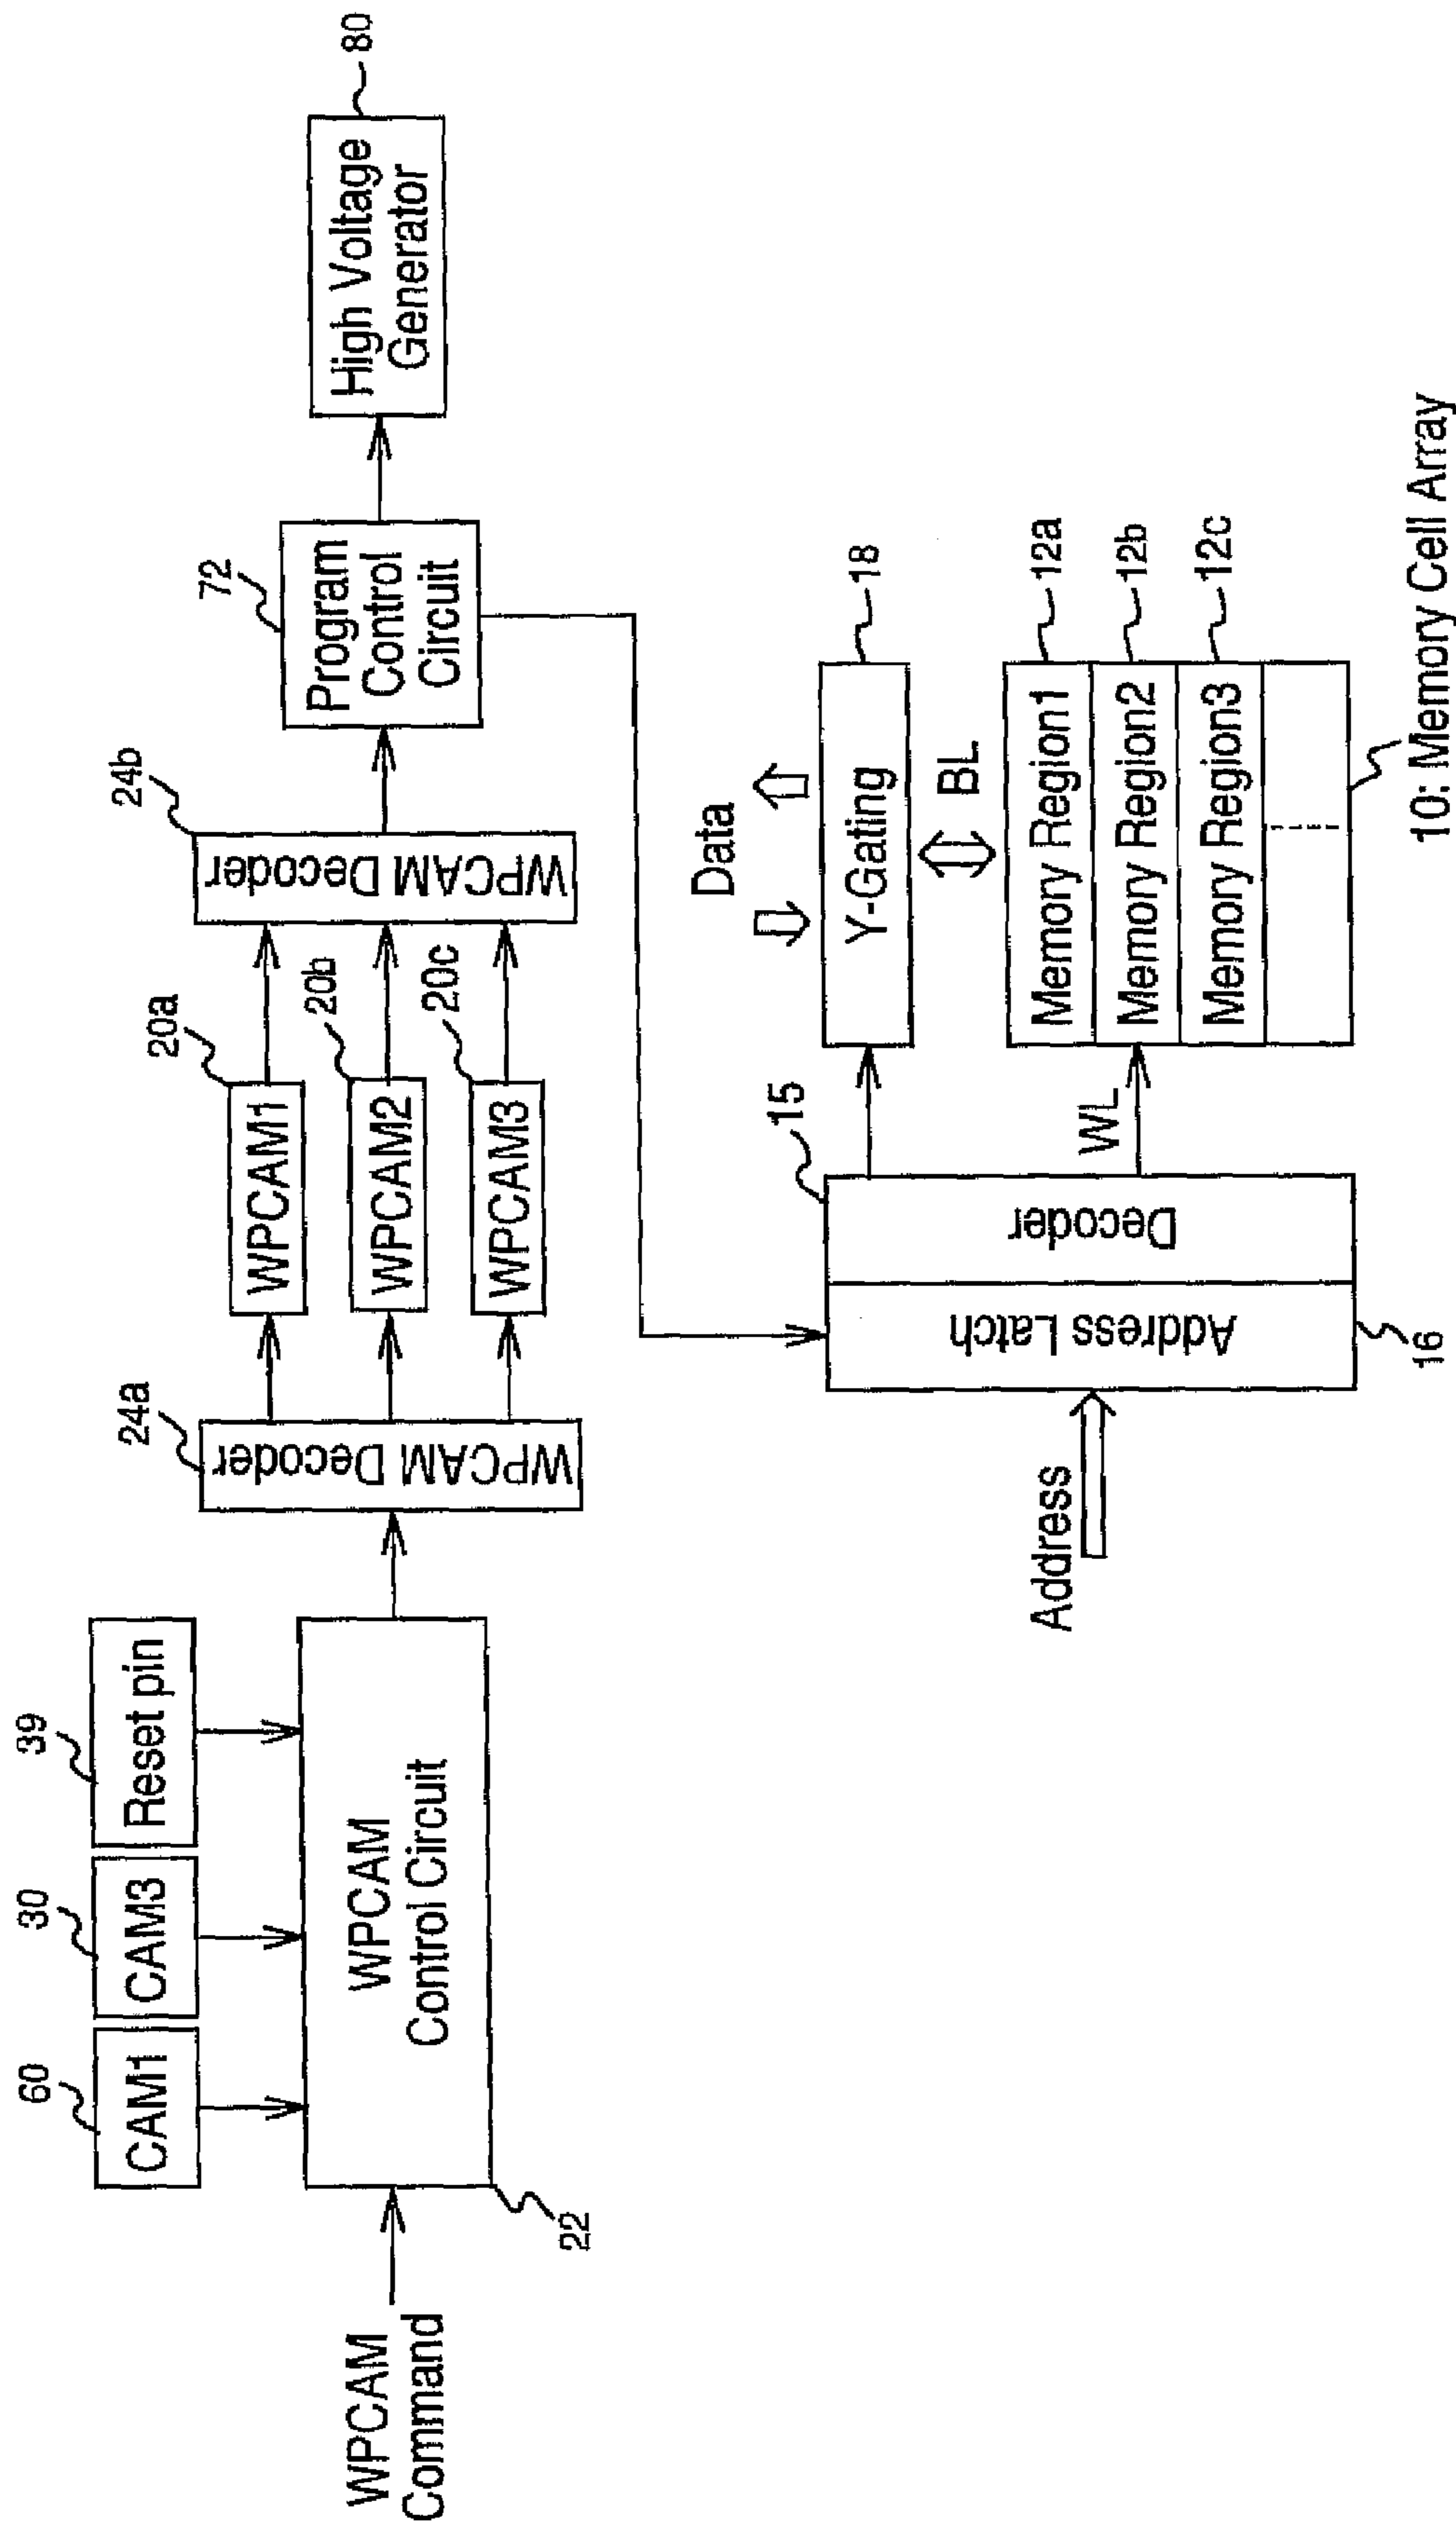 60
CAM1
30
CAM3
39
Reset pin
WPCAM
Command
WPCAM
Control Circuit
22
24a
WPCAM Decoder
20a
WPCAM1
20b
WPCAM2
20c
WPCAM3
24b
WPCAM Decoder
72
Program
Control
Circuit
High Voltage
Generator
80
Address
Address Latch
16
15
Decoder
WL
Data
Y-Gating
18
BL
Memory Region1
12a
Memory Region2
12b
Memory Region3
12c
10: Memory Cell Array